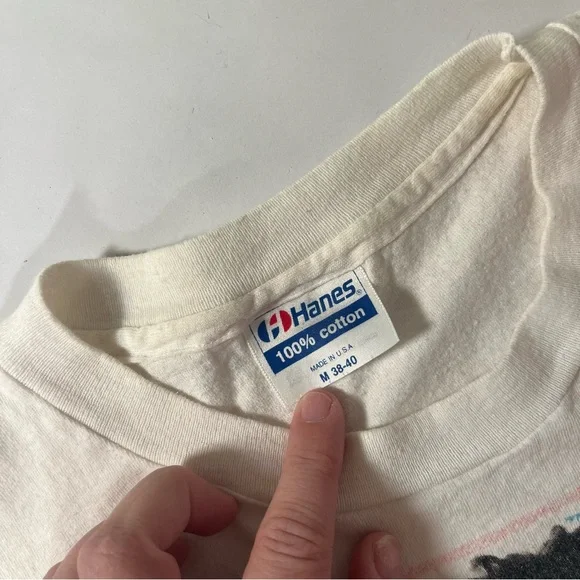 Hanes®
100% cotton
MADE IN U.S.A
M 38-40